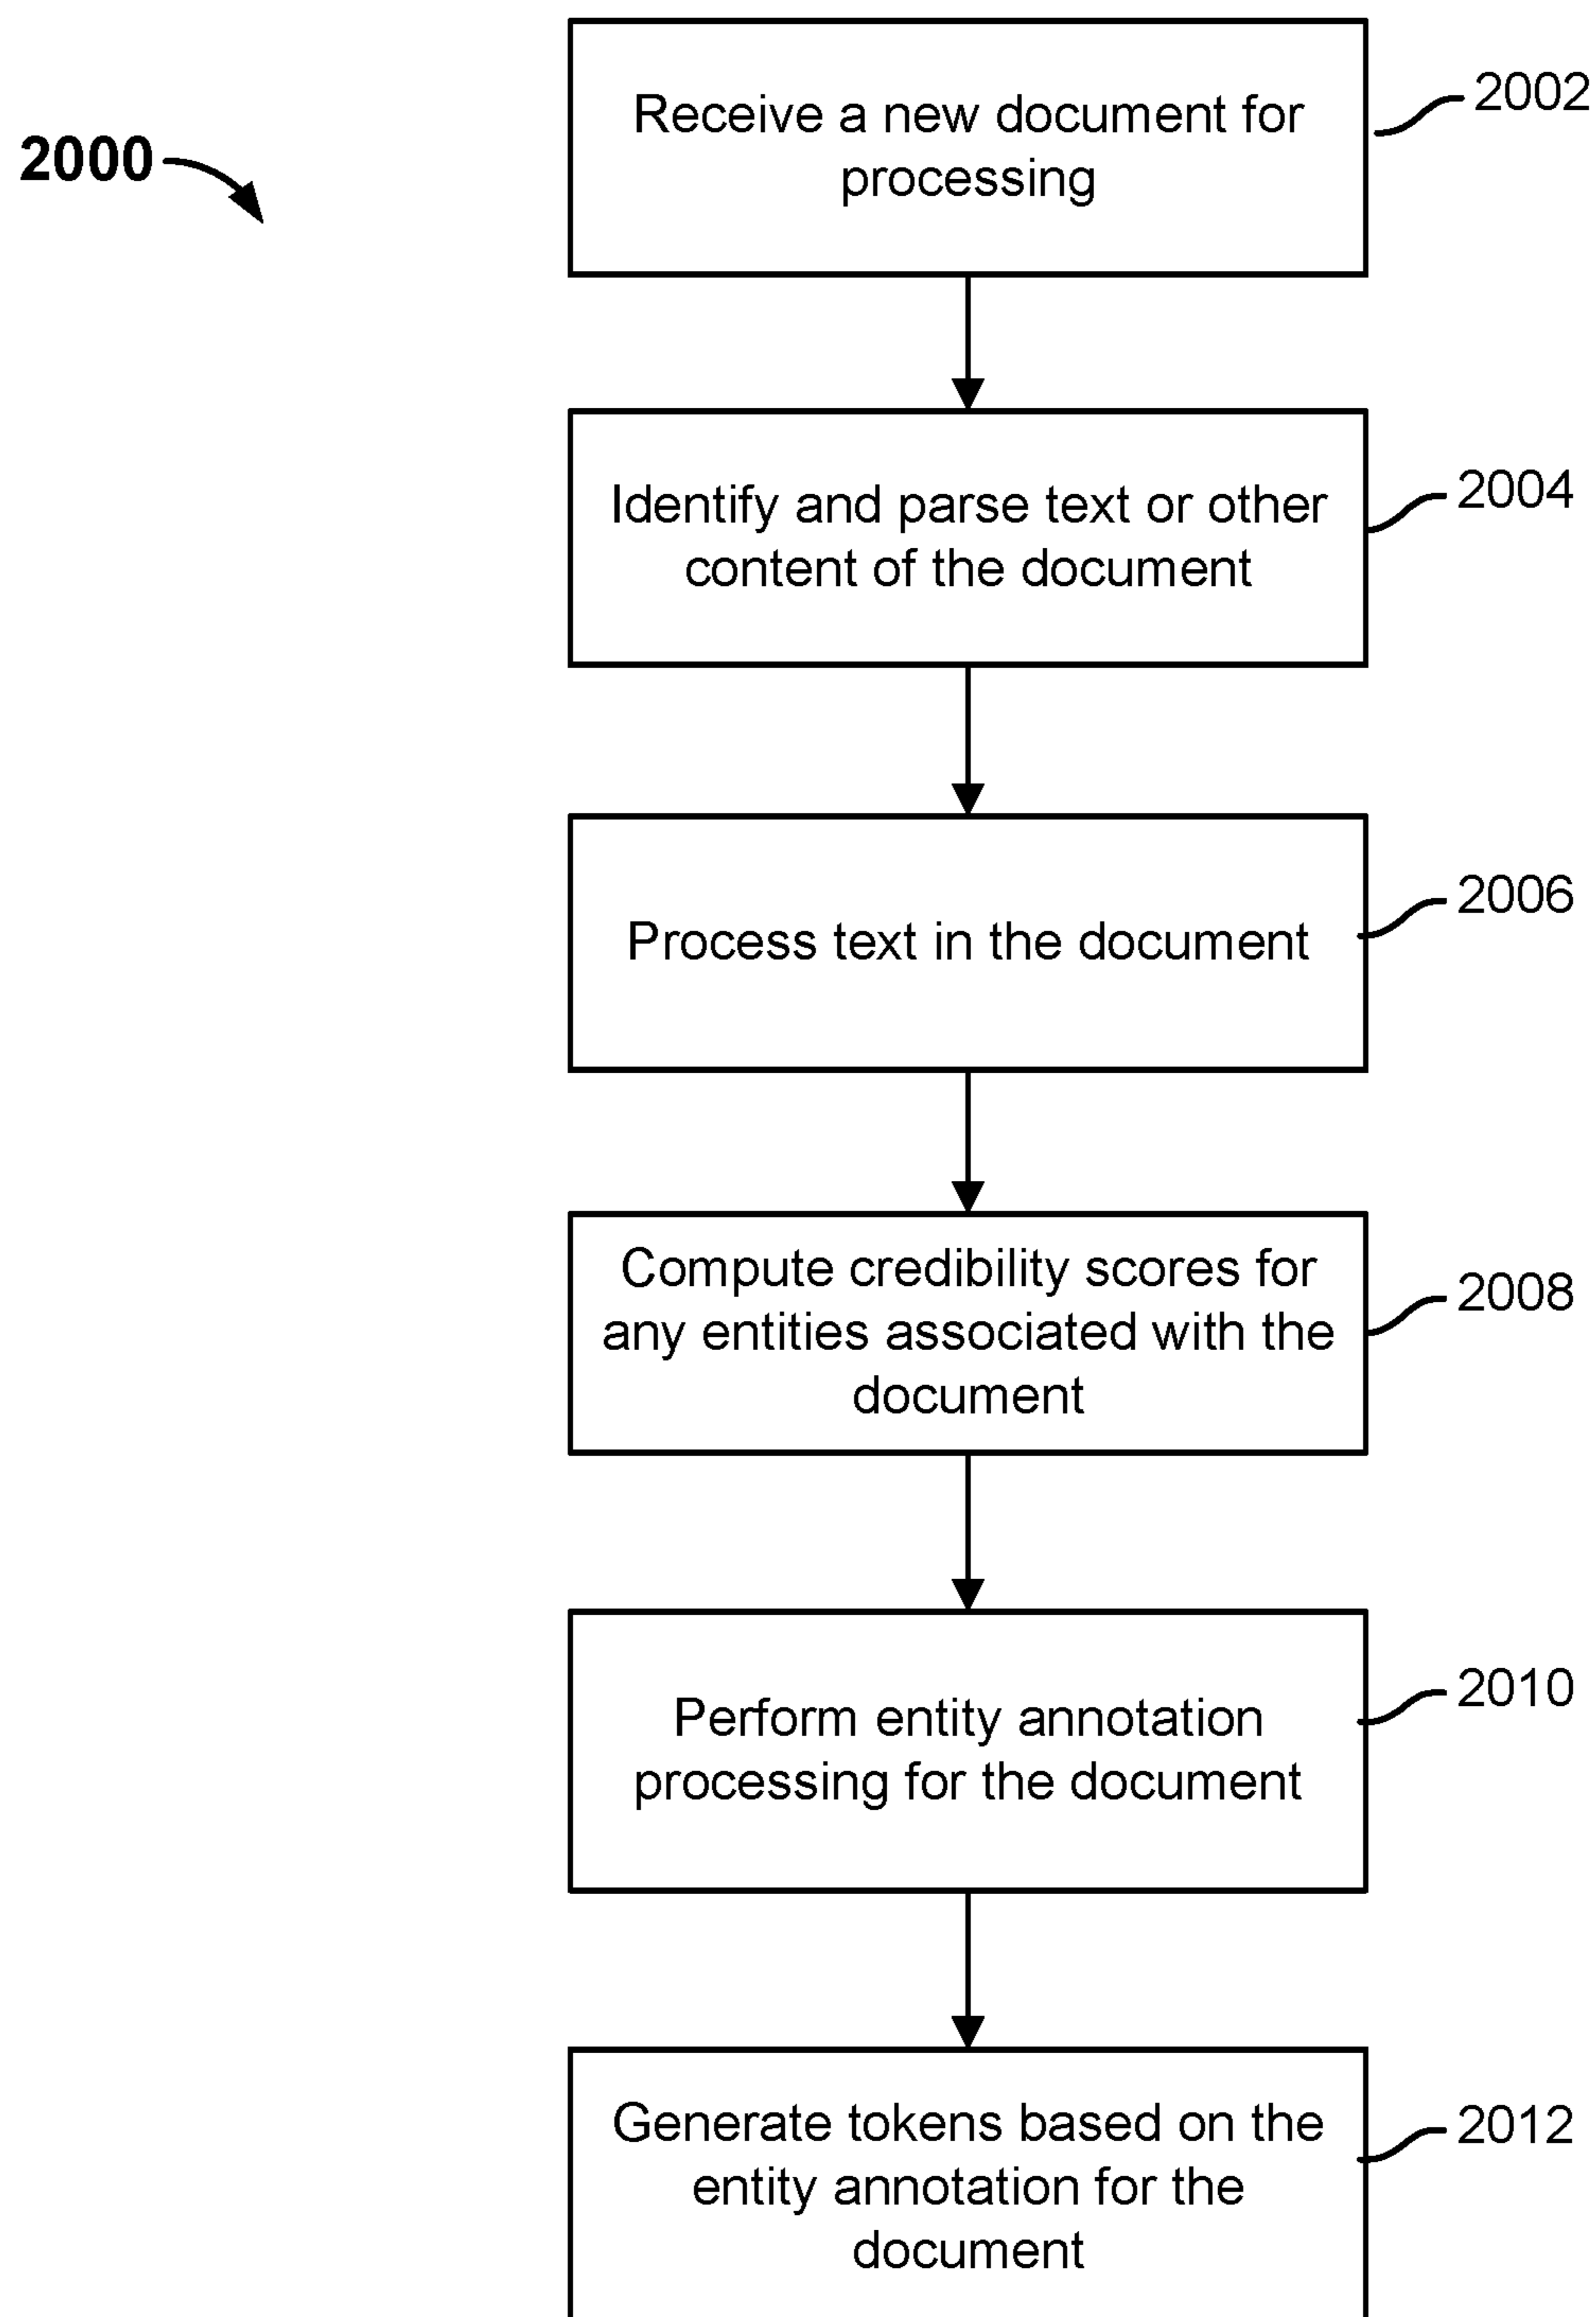 2000
Receive a new document for
processing
2002
Identify and parse text or other
content of the document
2004
Process text in the document
2006
Compute credibility scores for
any entities associated with the
document
2008
Perform entity annotation
processing for the document
2010
Generate tokens based on the
entity annotation for the
document
2012